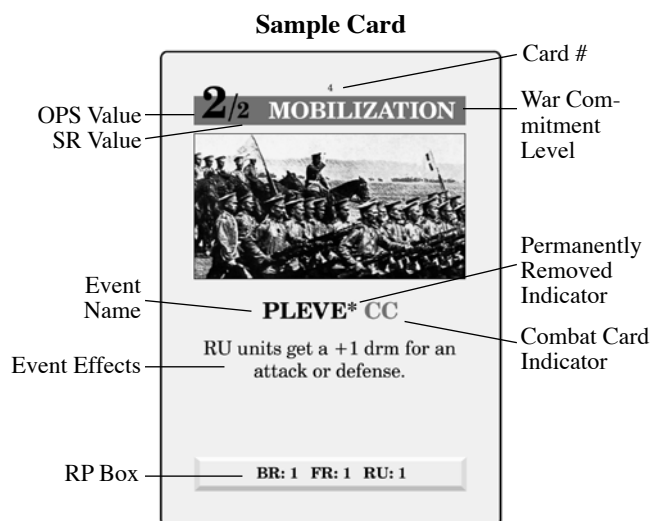 Sample Card
Card #
4
2/2 MOBILIZATION
OPS Value
SR Value
War Com-
mitment
Level
Permanently
Removed
Indicator
Event
Name
PLEVE* CC
Combat Card
Indicator
RU units get a +1 drm for an
attack or defense.
Event Effects
RP Box
BR: 1 FR: 1 RU: 1